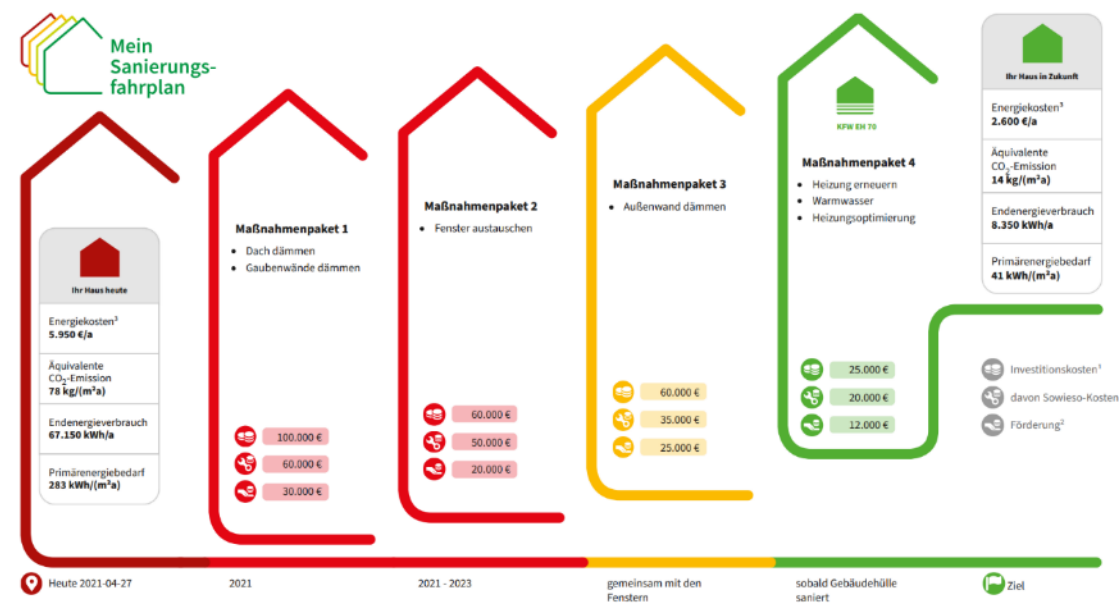 Mein
Sanierungs-
fahrplan
Ihr Haus heute
Energiekosten³
5.950 €/a
Äquivalente
CO₂-Emission
78 kg/(m²a)
Endenergieverbrauch
67.150 kWh/a
Primärenergiebedarf
283 kWh/(m²a)
Maßnahmenpaket 1
• Dach dämmen
• Gaubenwände dämmen
100.000 €
60.000 €
30.000 €
Maßnahmenpaket 2
• Fenster austauschen
60.000 €
50.000 €
20.000 €
Maßnahmenpaket 3
• Außenwand dämmen
60.000 €
35.000 €
25.000 €
KFW EH 70
Maßnahmenpaket 4
• Heizung erneuern
• Warmwasser
• Heizungsoptimierung
25.000 €
20.000 €
12.000 €
Ihr Haus in Zukunft
Energiekosten³
2.600 €/a
Äquivalente
CO₂-Emission
14 kg/(m²a)
Endenergieverbrauch
8.350 kWh/a
Primärenergiebedarf
41 kWh/(m²a)
Investitionskosten¹
davon Sowieso-Kosten
Förderung²
Heute 2021-04-27
2021
2021 - 2023
gemeinsam mit den
Fenstern
sobald Gebäudehülle
saniert
Ziel